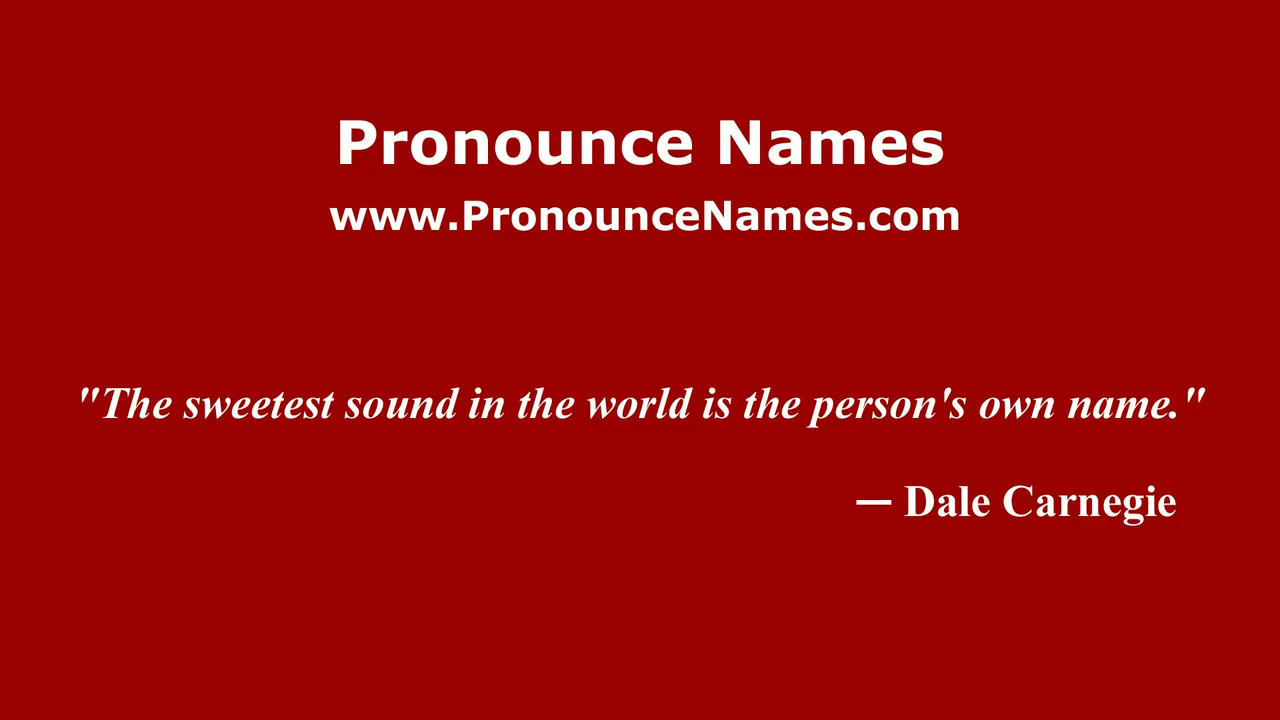 Pronounce Names
www.PronounceNames.com
"The sweetest sound in the world is the person's own name."
— Dale Carnegie